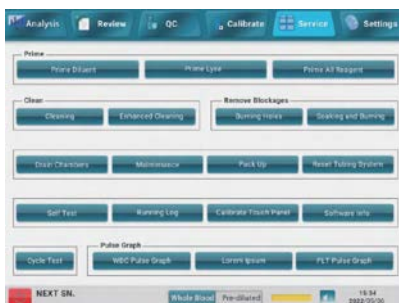 Analysis Review QC Calibrate Service Settings
Prime
Prime Diluent Prime Lyse Prime All Reagent
Clean Remove Blockages
Cleaning Enhanced Cleaning Burning Holes Soaking and Burning
Drain Chambers Maintenance Pack Up Reset Tubing System
Self Test Running Log Calibrate Touch Panel Software Info
Pulse Graph
Cycle Test WBC Pulse Graph Lorem Ipsum PLT Pulse Graph
NEXT SN. Whole Blood Pre-diluted 16:54